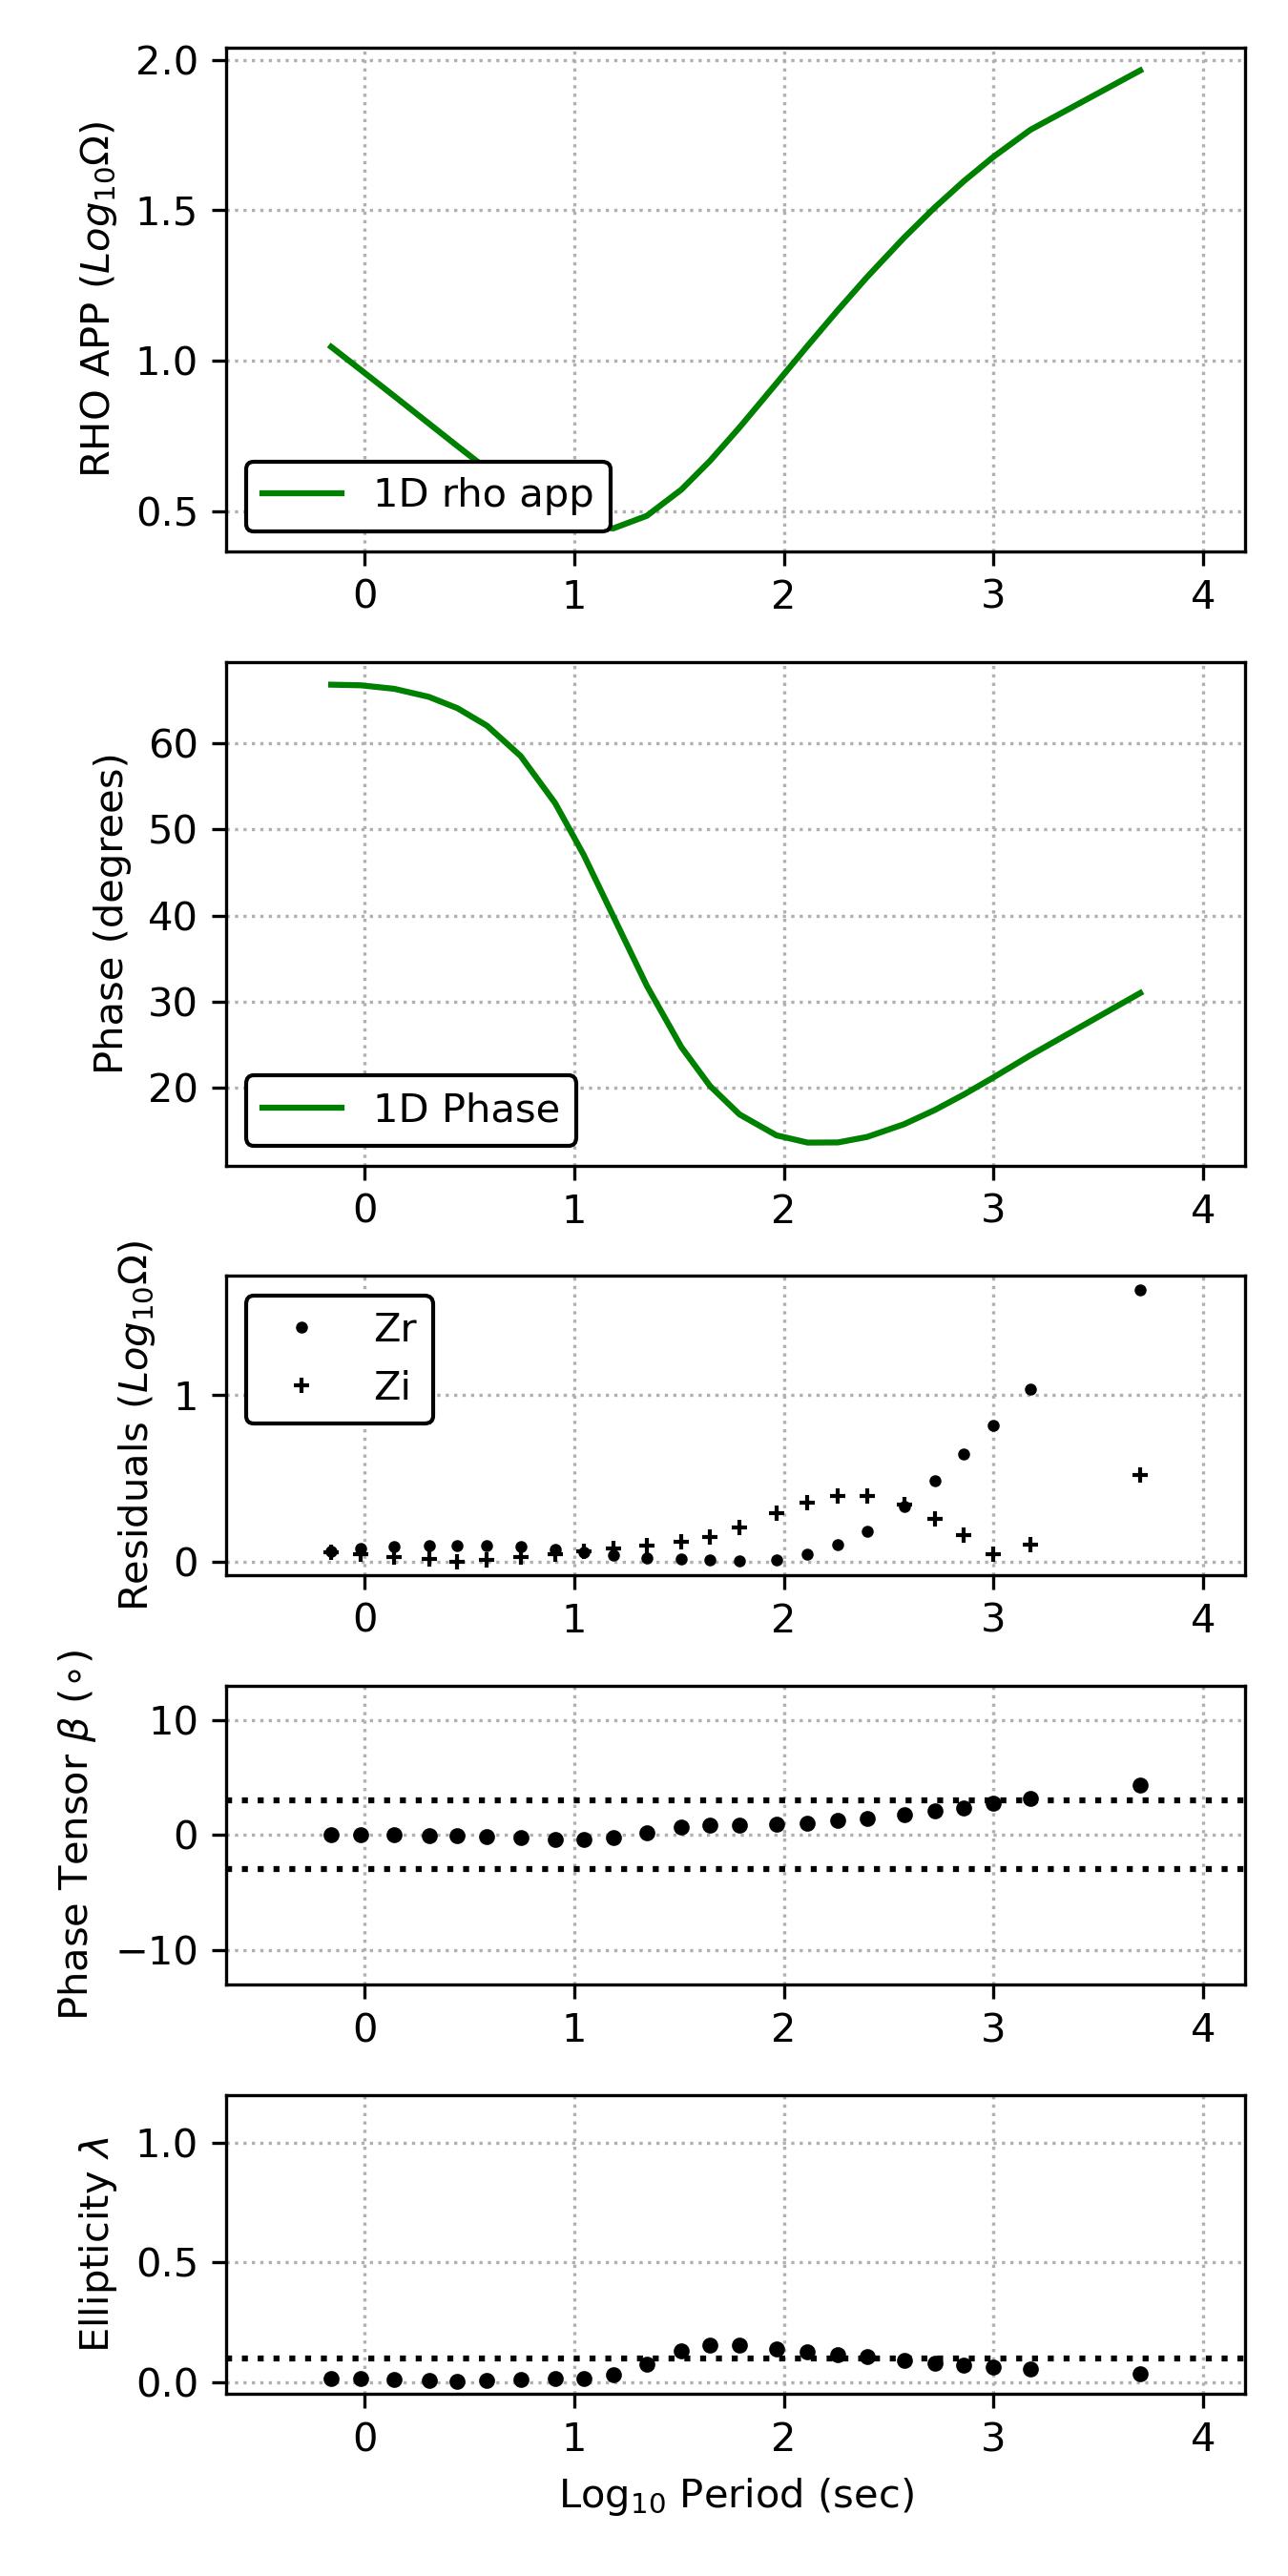 RHO APP (Log₁₀Ω)
2.0
1.5
1.0
0.5
1D rho app
0 1 2 3 4
Phase (degrees)
60
50
40
30
20
1D Phase
0 1 2 3 4
Residuals (Log₁₀Ω)
1
0
Zr
Zi
0 1 2 3 4
Phase Tensor β (∘)
10
0
−10
0 1 2 3 4
Ellipticity λ
1.0
0.5
0.0
0 1 2 3 4
Log₁₀ Period (sec)